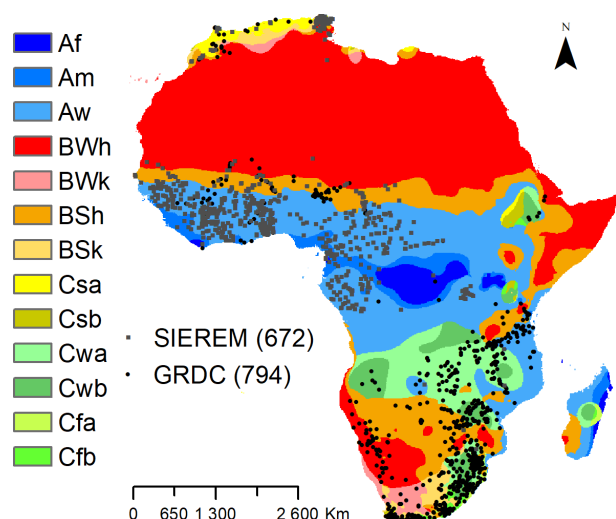 N
Af
Am
Aw
BWh
BWk
BSh
BSk
Csa
Csb
Cwa
Cwb
Cfa
Cfb
SIEREM (672)
GRDC (794)
0 650 1 300 2 600 Km